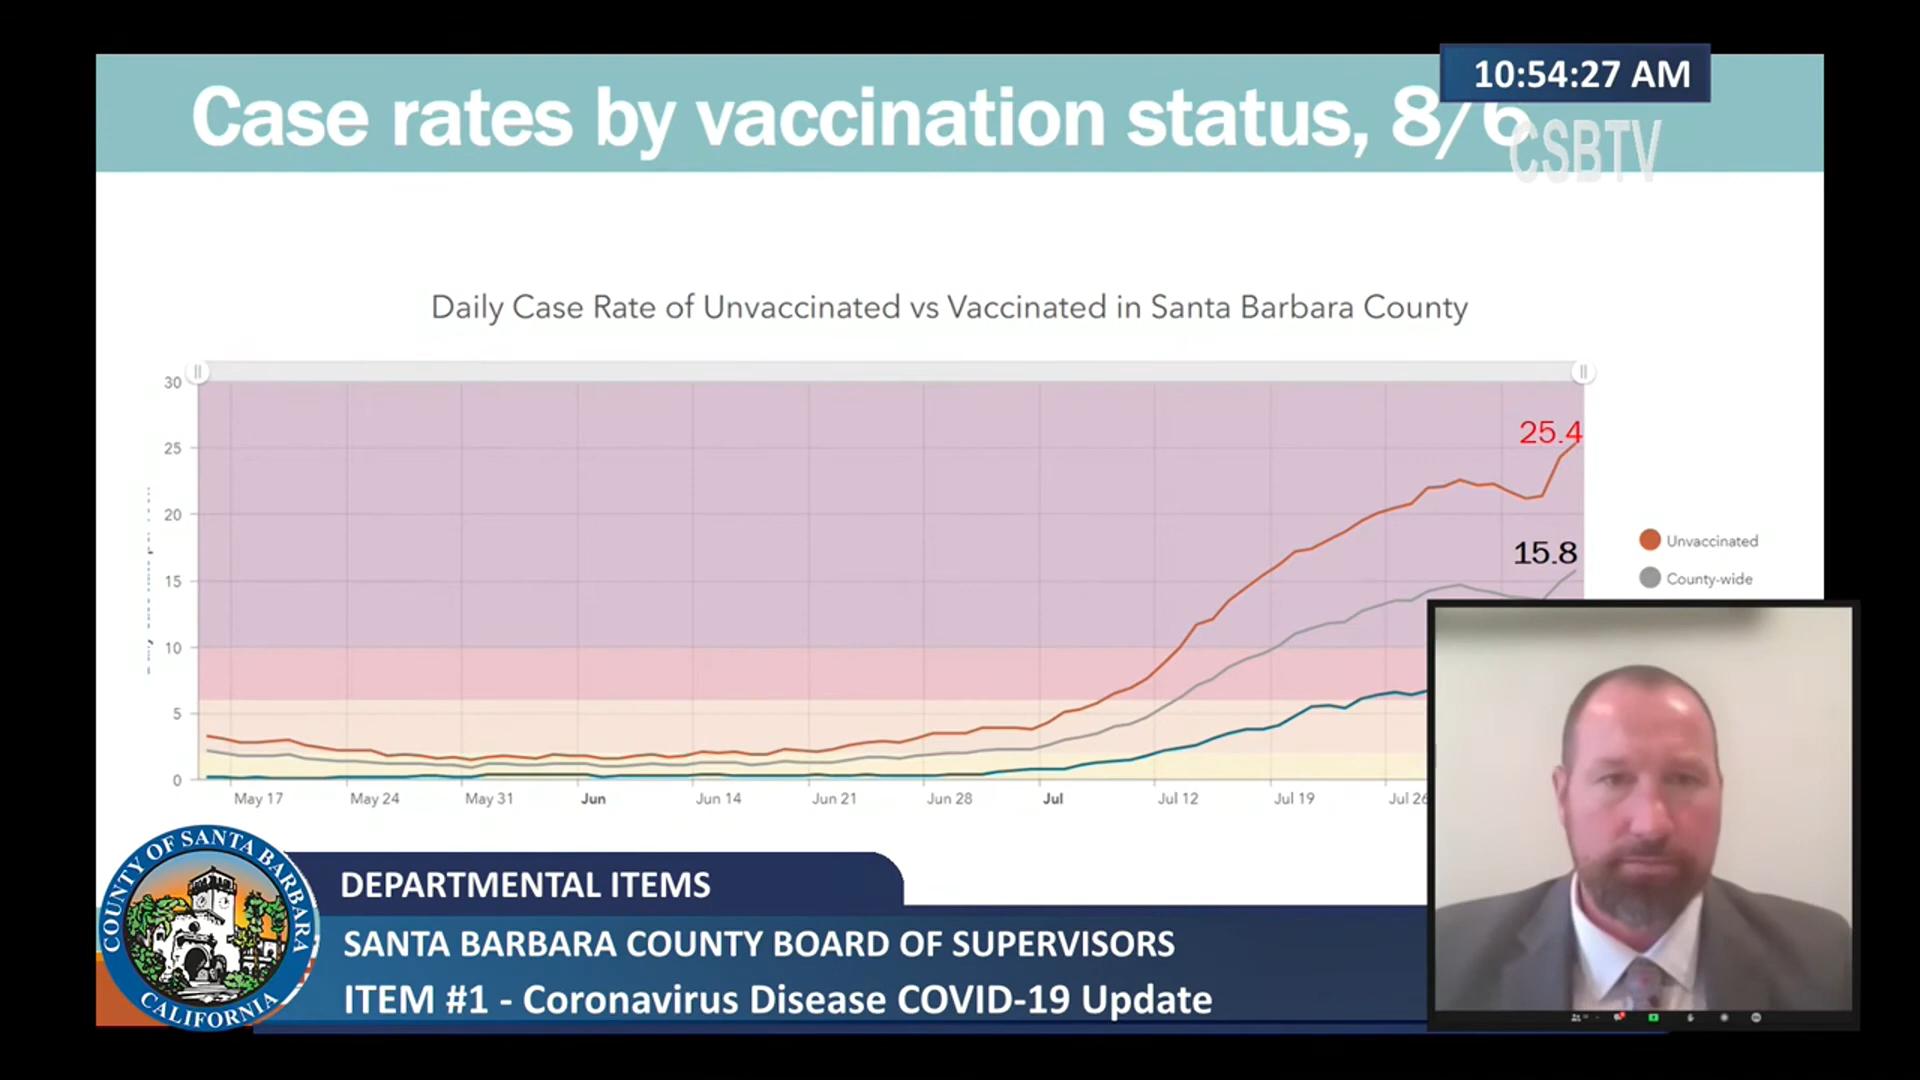 10:54:27 AM
Case rates by vaccination status, 8/6
CSBTV
Daily Case Rate of Unvaccinated vs Vaccinated in Santa Barbara County
30
25
20
15
10
5
0
25.4
15.8
Unvaccinated
County-wide
May 17
May 24
May 31
Jun
Jun 14
Jun 21
Jun 28
Jul
Jul 12
Jul 19
Jul 26
COUNTY OF SANTA BARBARA
CALIFORNIA
DEPARTMENTAL ITEMS
SANTA BARBARA COUNTY BOARD OF SUPERVISORS
ITEM #1 - Coronavirus Disease COVID-19 Update